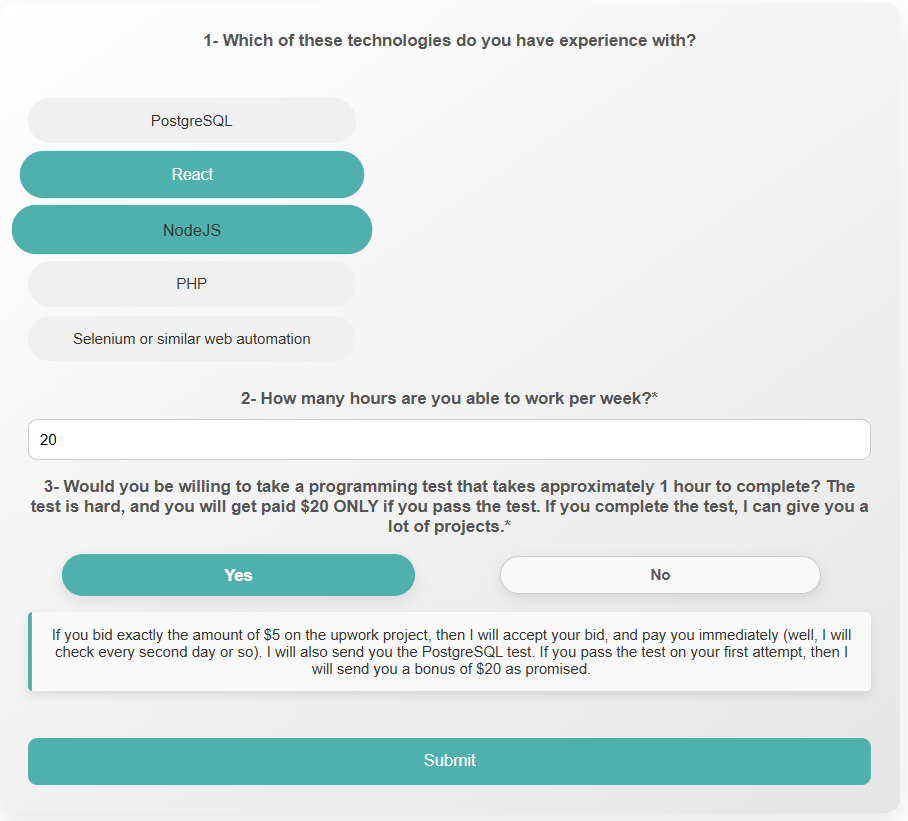 1- Which of these technologies do you have experience with?
PostgreSQL
React
NodeJS
PHP
Selenium or similar web automation
2- How many hours are you able to work per week?*
20
3- Would you be willing to take a programming test that takes approximately 1 hour to complete? The
test is hard, and you will get paid $20 ONLY if you pass the test. If you complete the test, I can give you a
lot of projects.*
Yes
No
If you bid exactly the amount of $5 on the upwork project, then I will accept your bid, and pay you immediately (well, I will
check every second day or so). I will also send you the PostgreSQL test. If you pass the test on your first attempt, then I
will send you a bonus of $20 as promised.
Submit